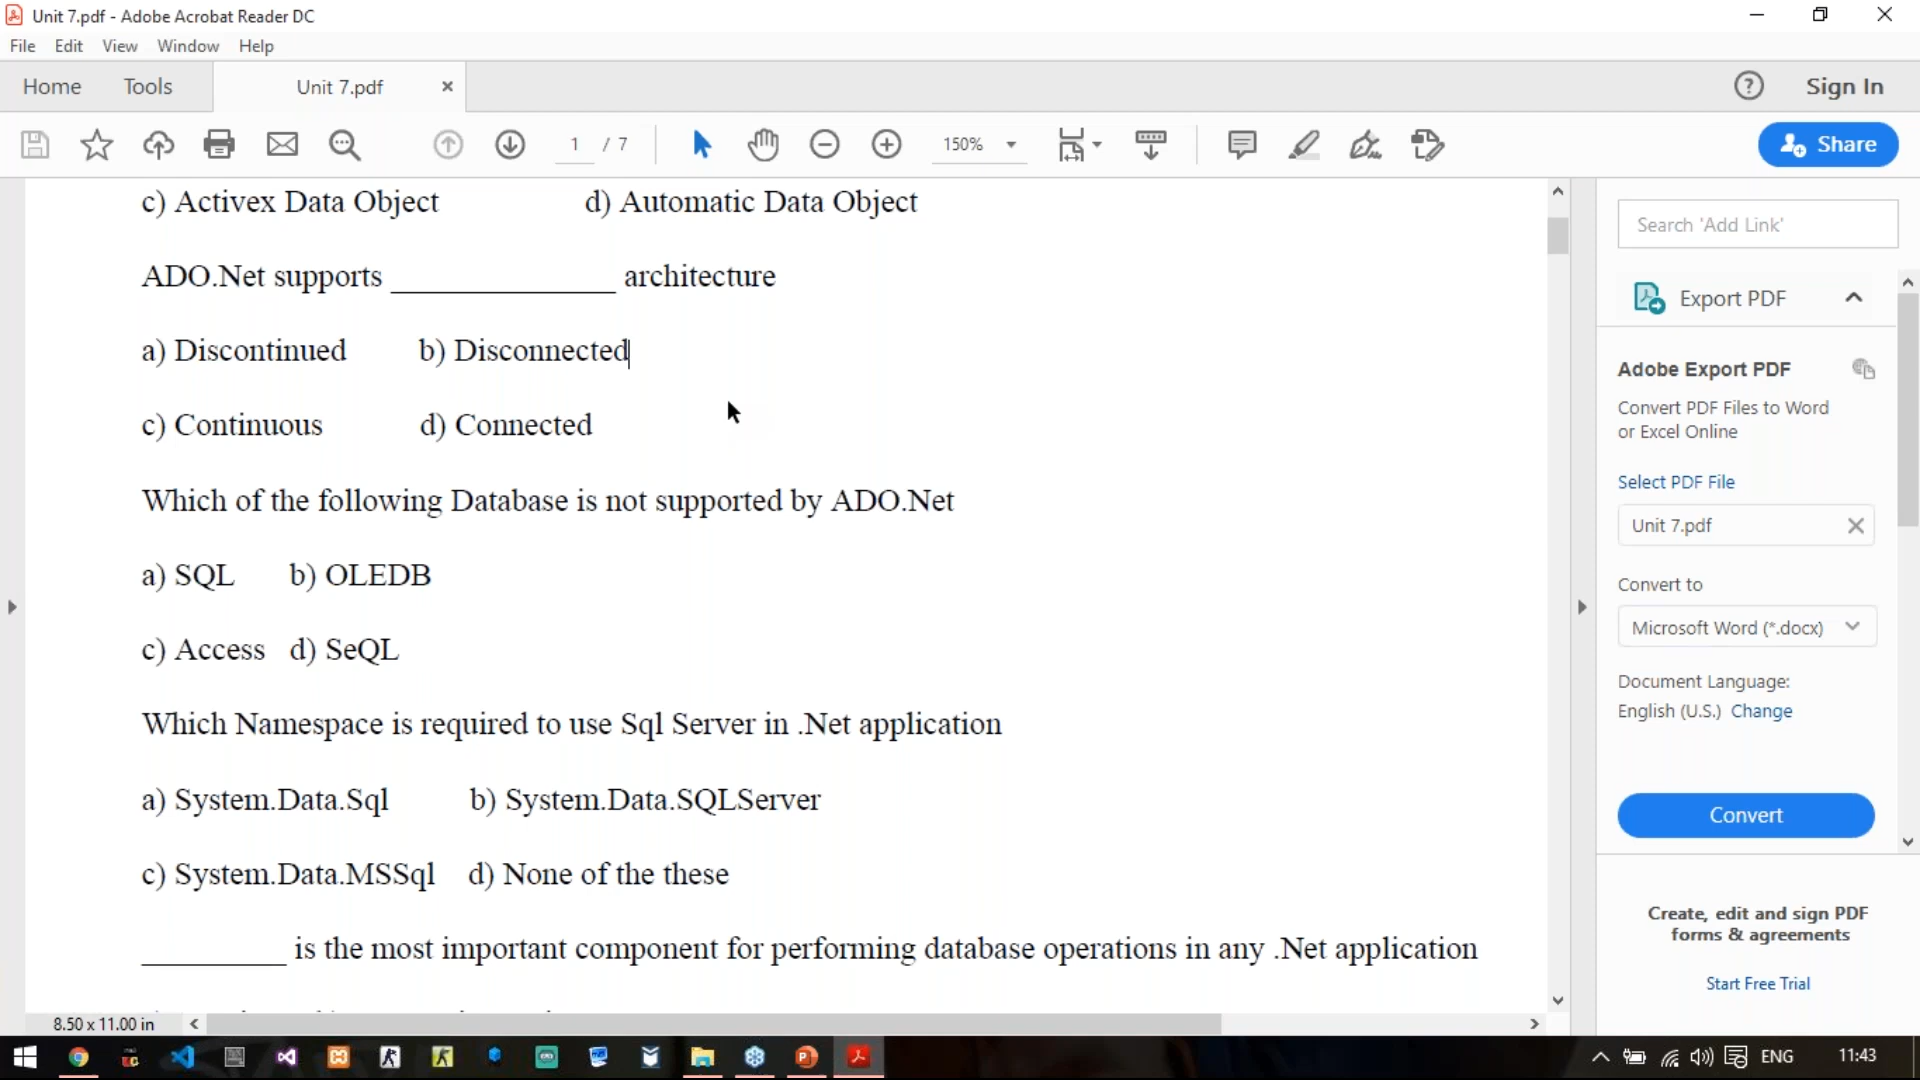 Unit 7.pdf - Adobe Acrobat Reader DC
File Edit View Window Help
Home Tools Unit 7.pdf × Sign In
1 / 7 150% Share
c) Activex Data Object d) Automatic Data Object
ADO.Net supports ______________ architecture
a) Discontinued b) Disconnected
c) Continuous d) Connected
Which of the following Database is not supported by ADO.Net
a) SQL b) OLEDB
c) Access d) SeQL
Which Namespace is required to use Sql Server in .Net application
a) System.Data.Sql b) System.Data.SQLServer
c) System.Data.MSSql d) None of the these
_________ is the most important component for performing database operations in any .Net application
8.50 x 11.00 in
Search 'Add Link'
Export PDF
Adobe Export PDF
Convert PDF Files to Word
or Excel Online
Select PDF File
Unit 7.pdf
Convert to
Microsoft Word (*.docx)
Document Language:
English (U.S.) Change
Convert
Create, edit and sign PDF
forms & agreements
Start Free Trial
ENG 11:43